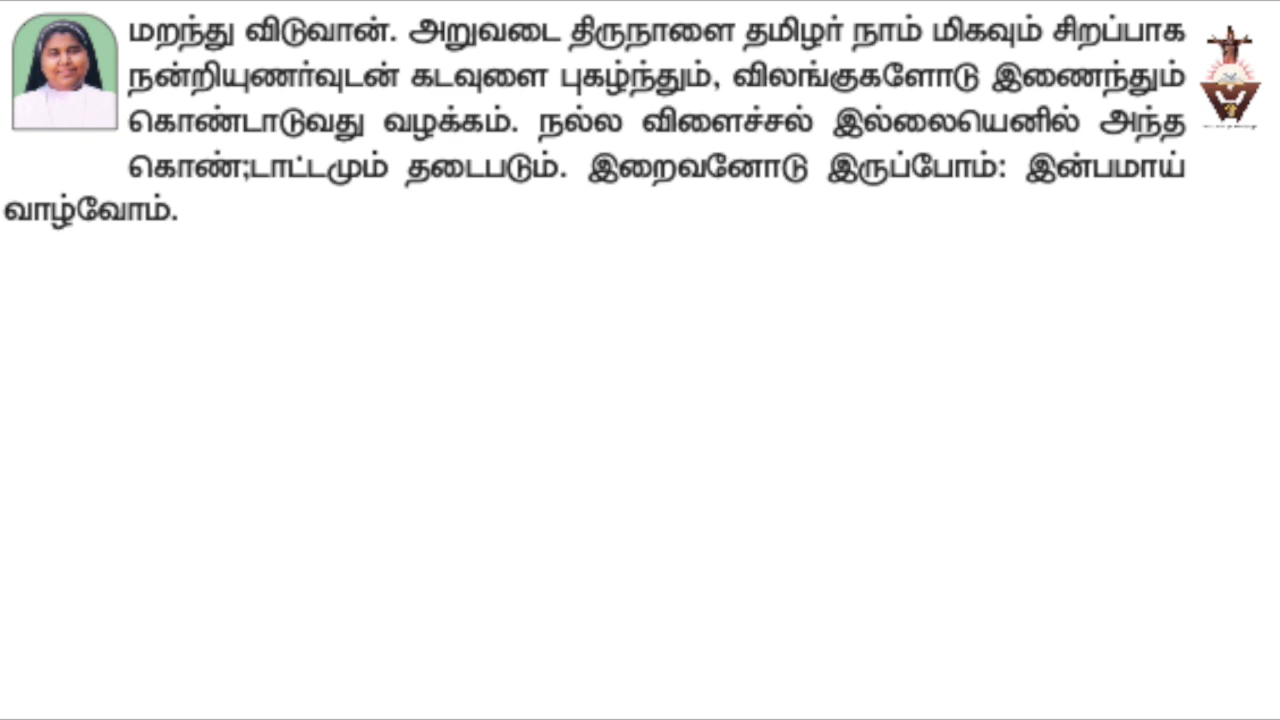 மறந்து விடுவான். அறுவடை திருநாளை தமிழர் நாம் மிகவும் சிறப்பாக
நன்றியுணர்வுடன் கடவுளை புகழ்ந்தும், விலங்குகளோடு இணைந்தும்
கொண்டாடுவது வழக்கம். நல்ல விளைச்சல் இல்லையெனில் அந்த
கொண்;டாட்டமும் தடைபடும். இறைவனோடு இருப்போம்: இன்பமாய்
வாழ்வோம்.